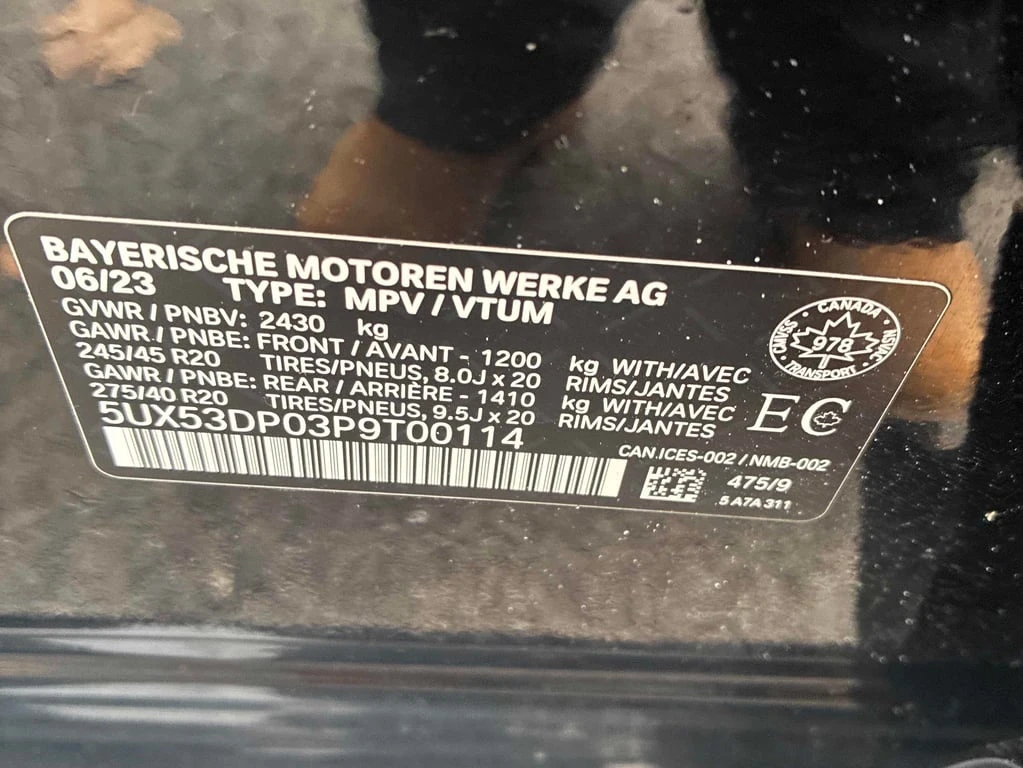 BAYERISCHE MOTOREN WERKE AG
06/23 TYPE: MPV / VTUM
GVWR / PNBV: 2430 kg
GAWR / PNBE: FRONT / AVANT - 1200 kg WITH/AVEC
245/45 R20 TIRES/PNEUS, 8.0J x 20 RIMS/JANTES
GAWR / PNBE: REAR / ARRIÈRE - 1410 kg WITH/AVEC
275/40 R20 TIRES/PNEUS, 9.5J x 20 RIMS/JANTES
5UX53DP03P9T00114
CANADA
NSVAC
978
CMVSS
TRANSPORT
EC
CAN.ICES-002 / .NMB-002
475/9
5 A7A 311